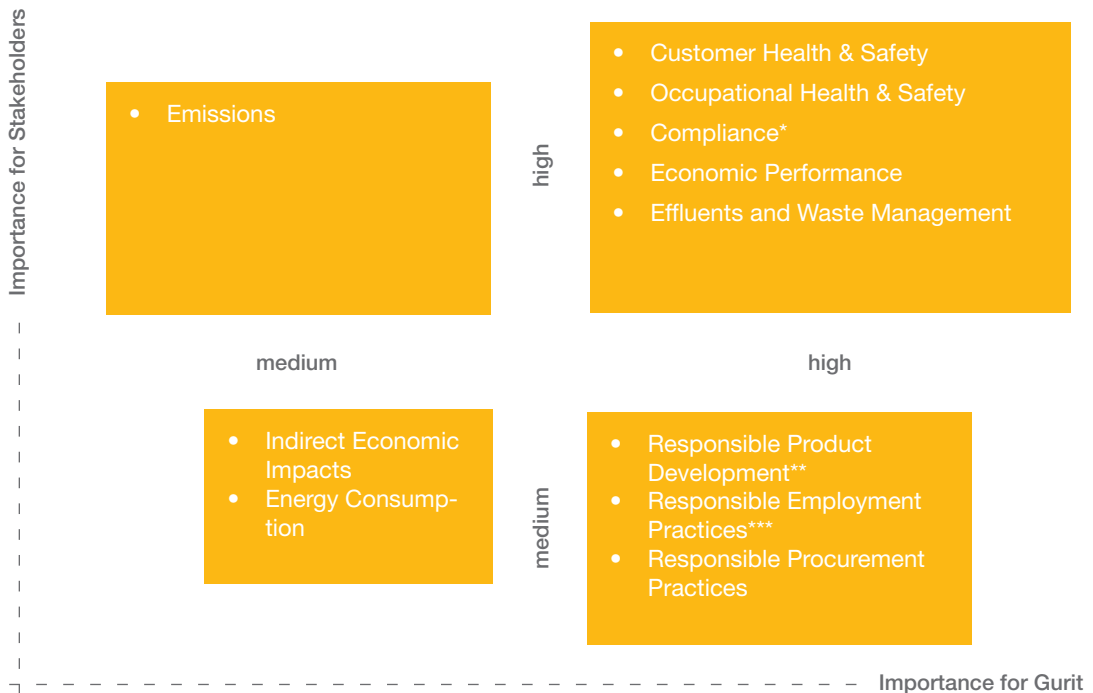 Importance for Stakeholders
• Emissions
high
• Customer Health & Safety
• Occupational Health & Safety
• Compliance*
• Economic Performance
• Effluents and Waste Management
medium
high
• Indirect Economic
Impacts
• Energy Consump-
tion
medium
• Responsible Product
Development**
• Responsible Employment
Practices***
• Responsible Procurement
Practices
Importance for Gurit